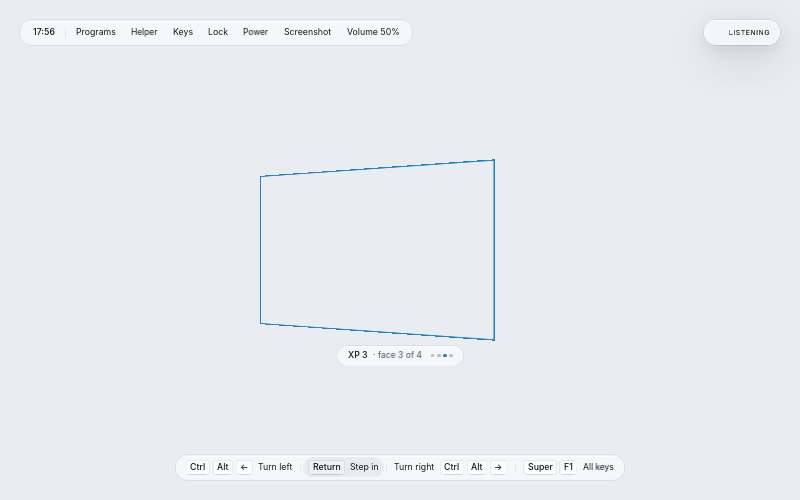 17:56 Programs Helper Keys Lock Power Screenshot Volume 50%
LISTENING
XP 3 · face 3 of 4
Ctrl Alt ← Turn left Return Step in Turn right Ctrl Alt → Super F1 All keys